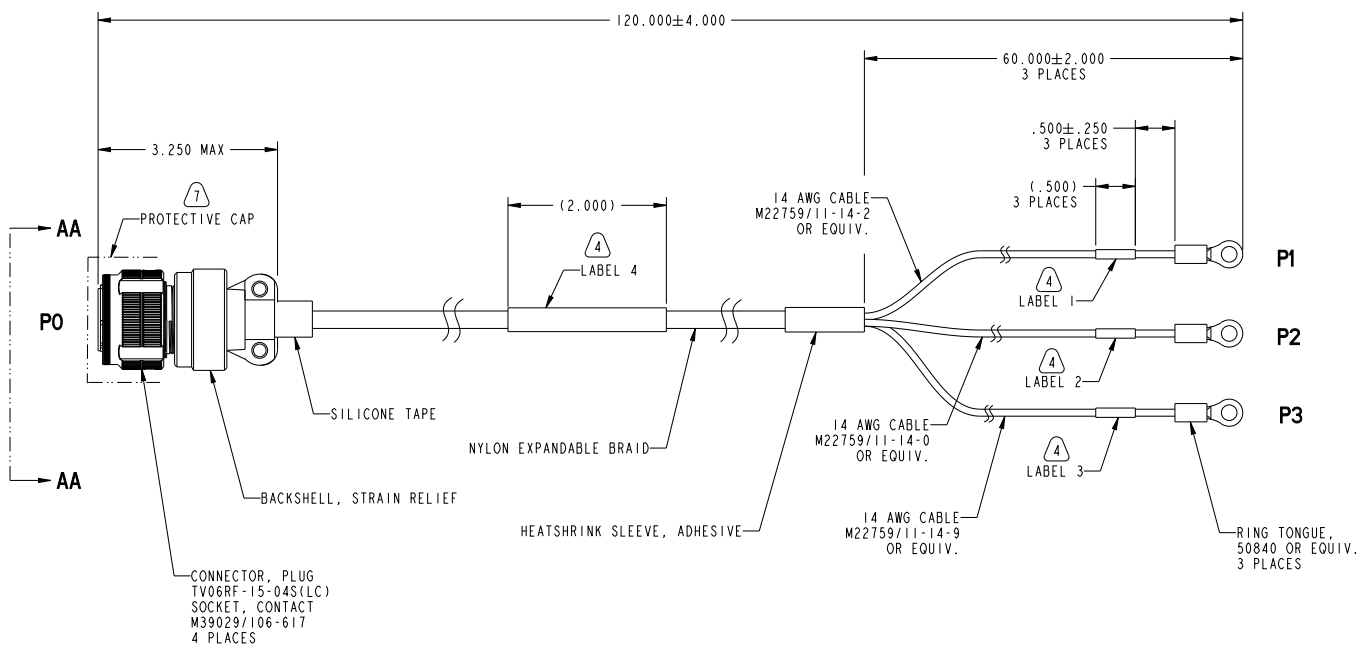 120.000±4.000
60.000±2.000
3 PLACES
.500±.250
3 PLACES
3.250 MAX
(.500)
3 PLACES
7
PROTECTIVE CAP
(2.000)
14 AWG CABLE
M22759/11-14-2
OR EQUIV.
AA
4
LABEL 4
P1
4
LABEL 1
P0
P2
4
LABEL 2
SILICONE TAPE
P3
14 AWG CABLE
M22759/11-14-0
OR EQUIV.
NYLON EXPANDABLE BRAID
4
LABEL 3
AA
BACKSHELL, STRAIN RELIEF
HEATSHRINK SLEEVE, ADHESIVE
14 AWG CABLE
M22759/11-14-9
OR EQUIV.
RING TONGUE,
50840 OR EQUIV.
3 PLACES
CONNECTOR, PLUG
TV06RF-15-04S(LC)
SOCKET, CONTACT
M39029/106-617
4 PLACES